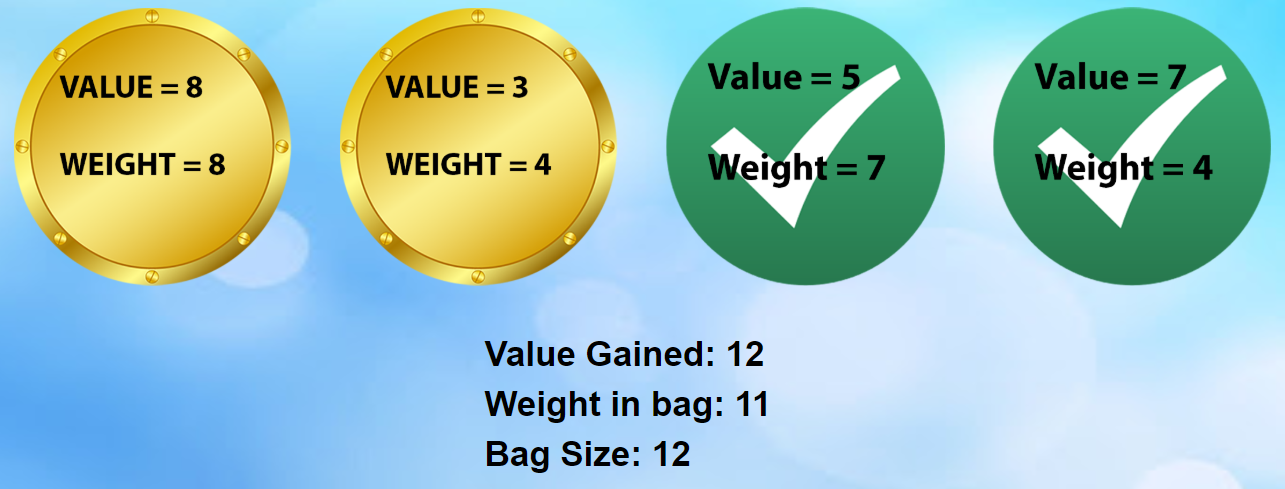 VALUE = 8
WEIGHT = 8
VALUE = 3
WEIGHT = 4
Value = 5
Weight = 7
Value = 7
Weight = 4
Value Gained: 12
Weight in bag: 11
Bag Size: 12